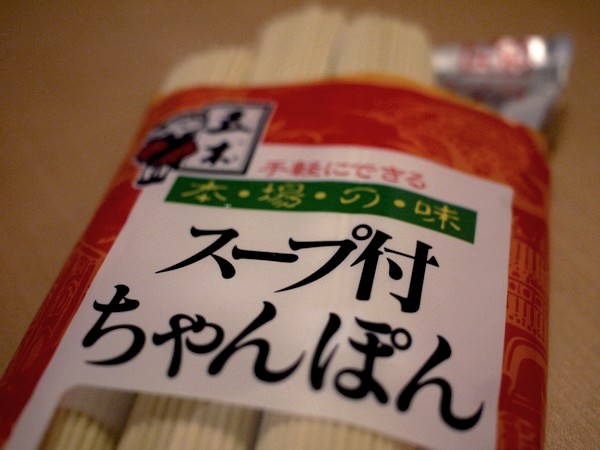 五木
手軽にできる
本・場・の・味
スープ付
ちゃんぽん